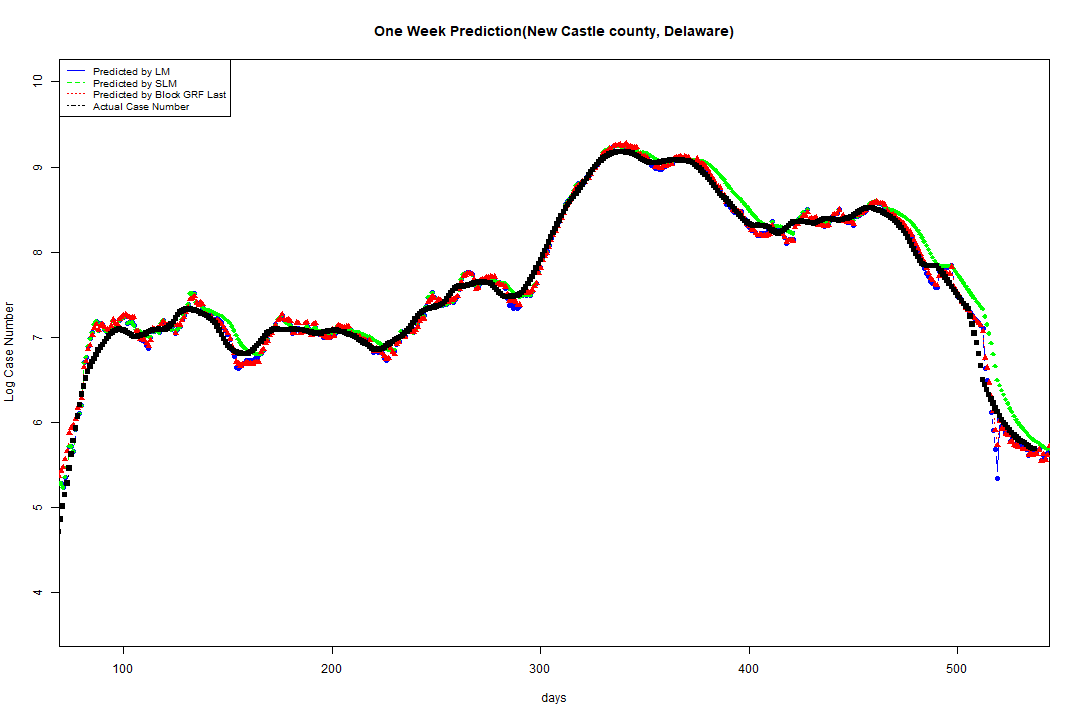 One Week Prediction(New Castle county, Delaware)
Predicted by LM
Predicted by SLM
Predicted by Block GRF Last
Actual Case Number
10
9
8
7
6
5
4
Log Case Number
100 200 300 400 500
days